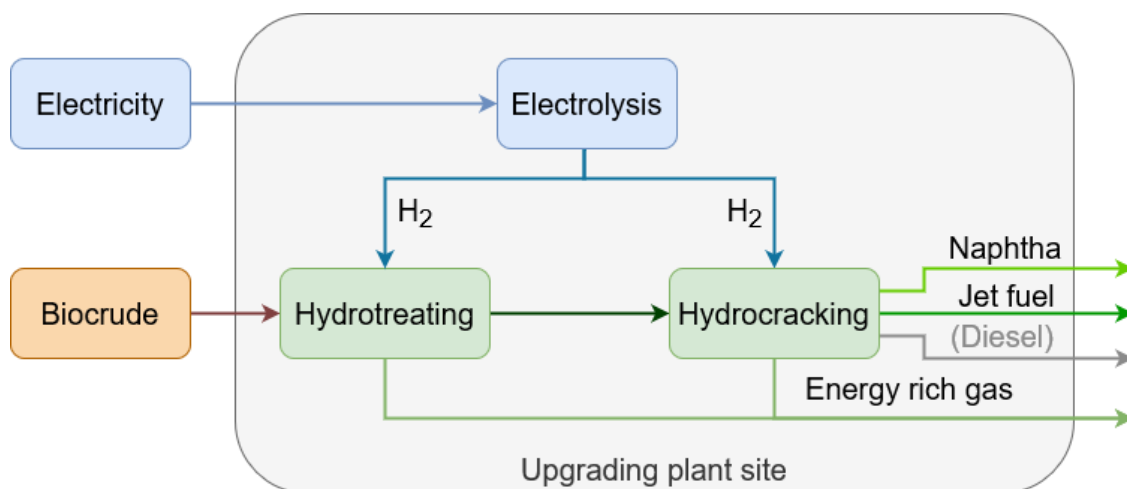 Electricity
Electrolysis
H₂
H₂
Biocrude
Hydrotreating
Hydrocracking
Naphtha
Jet fuel
(Diesel)
Energy rich gas
Upgrading plant site